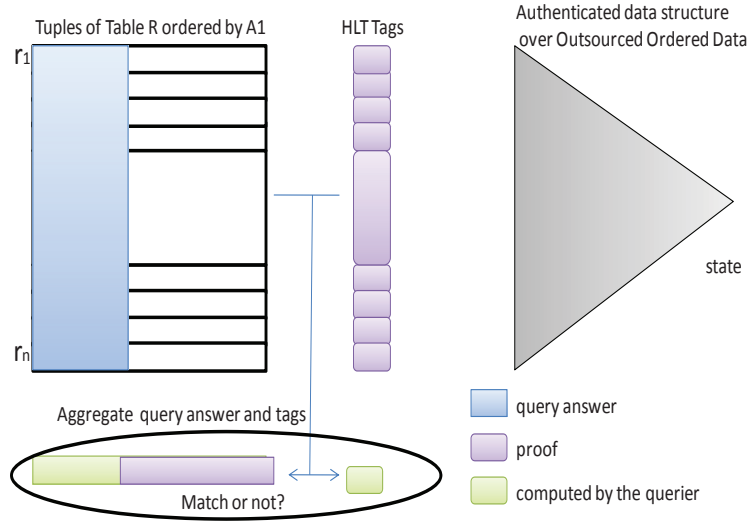 Tuples of Table R ordered by A1
HLT Tags
Authenticated data structure
over Outsourced Ordered Data
r1
rn
state
Aggregate query answer and tags
Match or not?
query answer
proof
computed by the querier